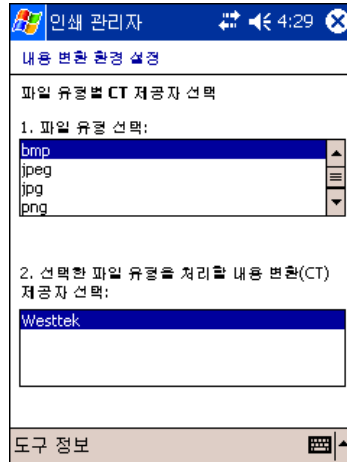 인쇄 관리자 4:29
내용 변환 환경 설정
파일 유형별 CT 제공자 선택
1. 파일 유형 선택:
bmp
jpeg
jpg
png
2. 선택한 파일 유형을 처리할 내용 변환(CT)
제공자 선택:
Westtek
도구 정보